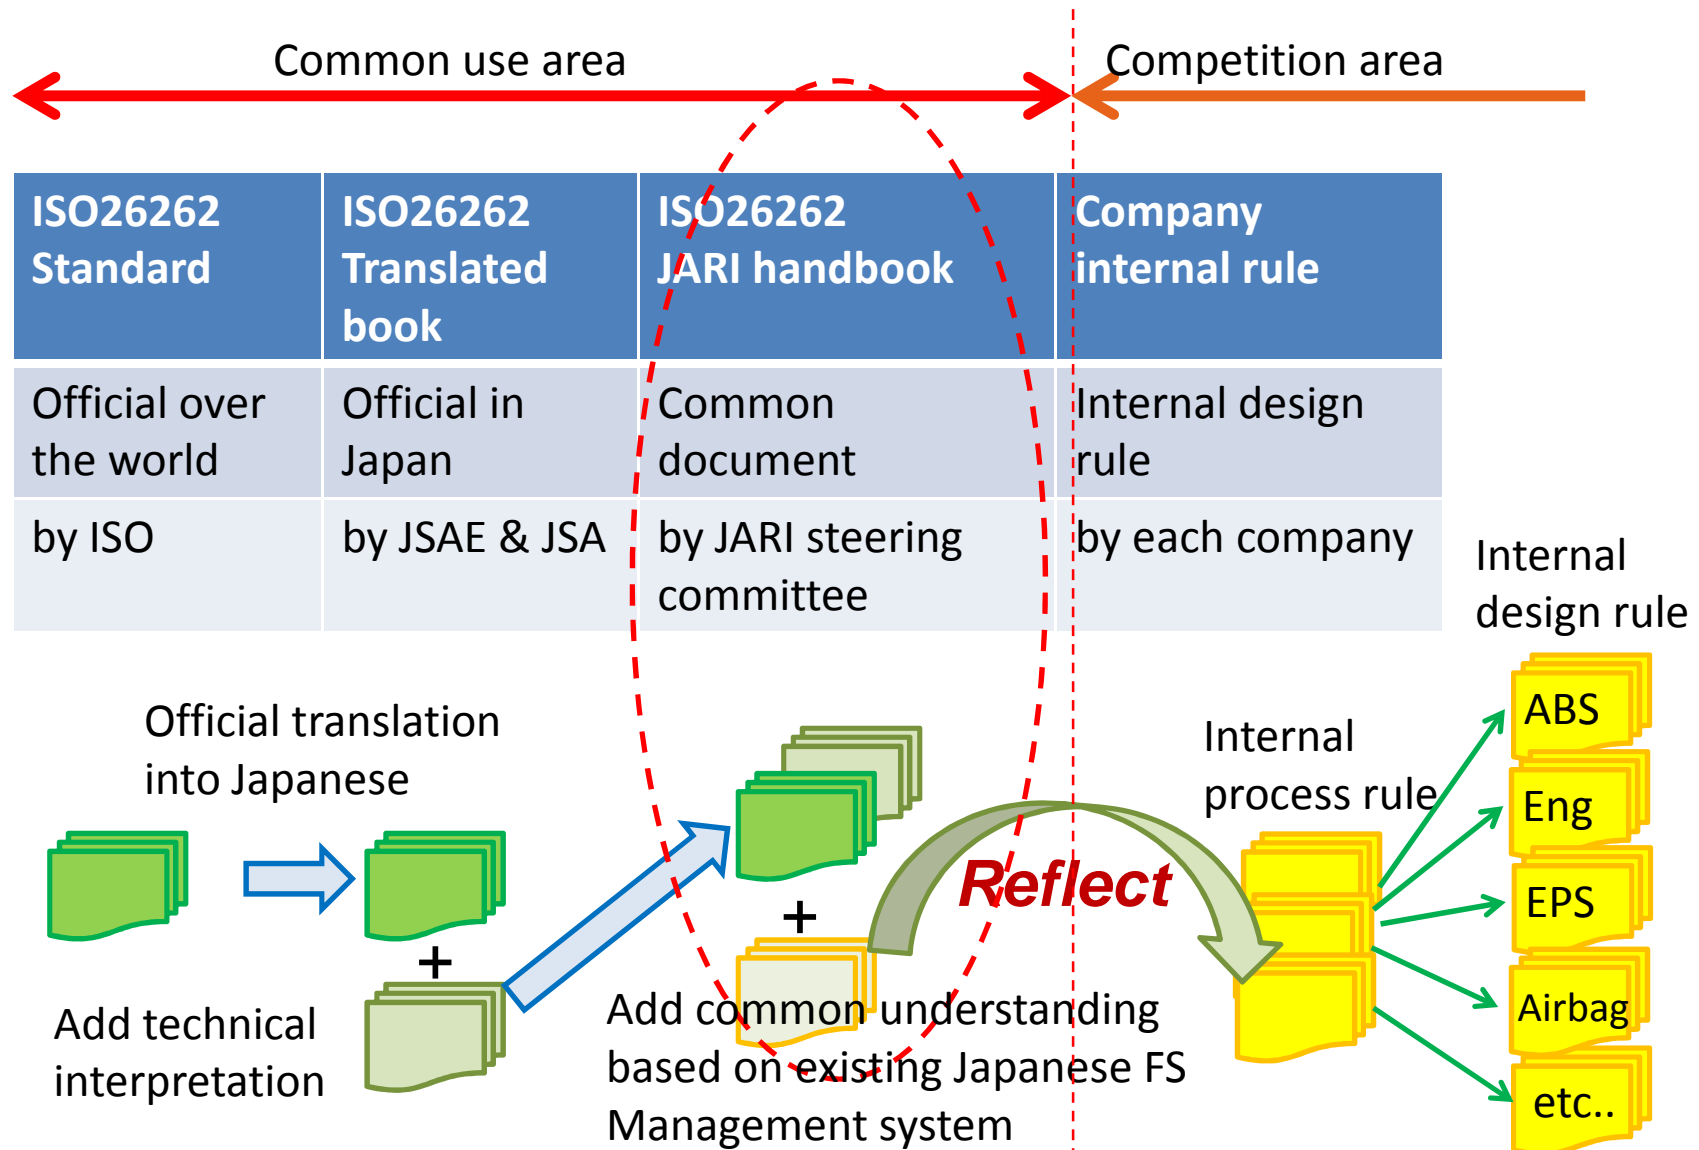 Common use area
Competition area
ISO26262
Standard
ISO26262
Translated
book
ISO26262
JARI handbook
Company
internal rule
Official over
the world
Official in
Japan
Common
document
Internal design
rule
by ISO
by JSAE & JSA
by JARI steering
committee
by each company
Internal
design rule
Official translation
into Japanese
Internal
process rule
ABS
Eng
EPS
Airbag
etc..
+
+
Reflect
Add technical
interpretation
Add common understanding
based on existing Japanese FS
Management system